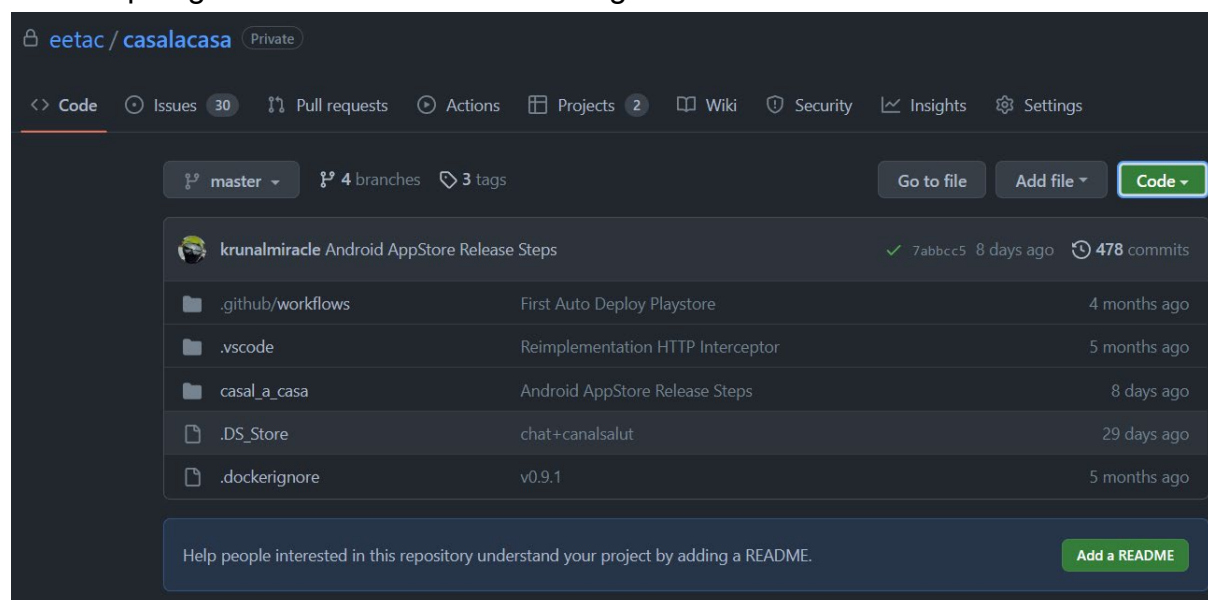 eetac / casalacasa Private
Code Issues 30 Pull requests Actions Projects 2 Wiki Security Insights Settings
master 4 branches 3 tags Go to file Add file Code
krunalmiracle Android AppStore Release Steps 7abbcc5 8 days ago 478 commits
.github/workflows First Auto Deploy Playstore 4 months ago
.vscode Reimplementation HTTP Interceptor 5 months ago
casal_a_casa Android AppStore Release Steps 8 days ago
.DS_Store chat+canalsalut 29 days ago
.dockerignore v0.9.1 5 months ago
Help people interested in this repository understand your project by adding a README. Add a README